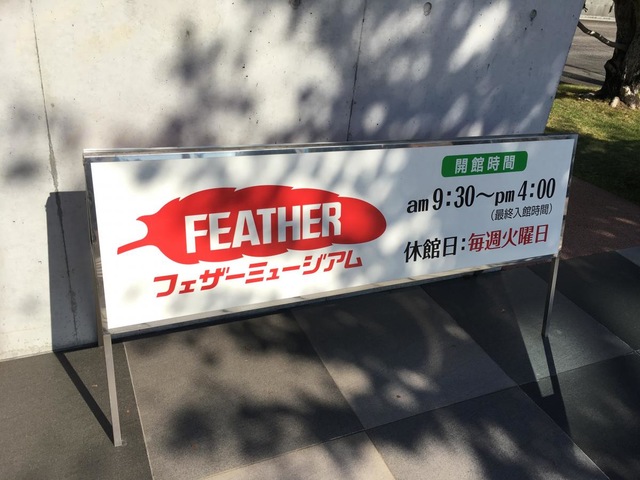 FEATHER
フェザーミュージアム
開館時間
am 9:30〜pm 4:00
(最終入館時間)
休館日:毎週火曜日